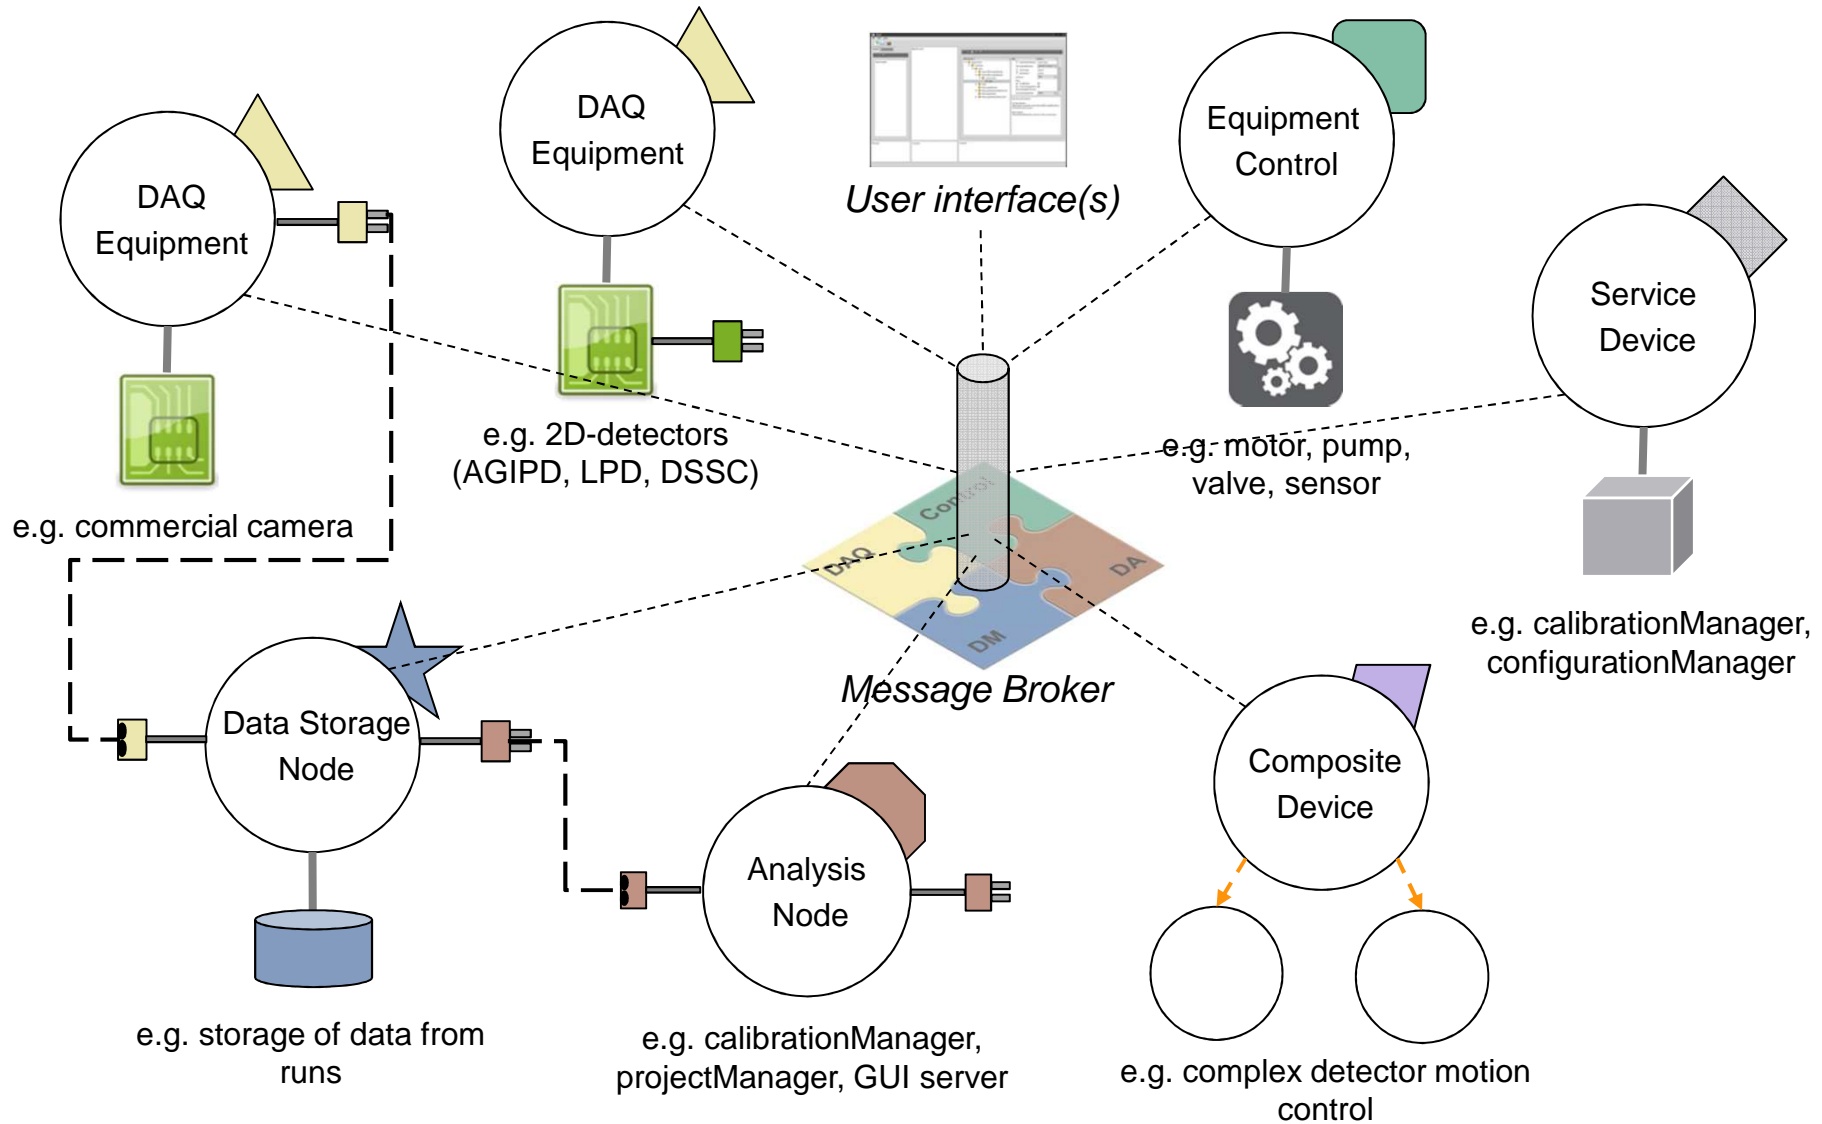 DAQ
Equipment
e.g. commercial camera
DAQ
Equipment
e.g. 2D-detectors
(AGIPD, LPD, DSSC)
User interface(s)
Equipment
Control
e.g. motor, pump,
valve, sensor
Service
Device
e.g. calibrationManager,
configurationManager
Control
DAQ
DA
DM
Message Broker
Data Storage
Node
e.g. storage of data from
runs
Analysis
Node
e.g. calibrationManager,
projectManager, GUI server
Composite
Device
e.g. complex detector motion
control